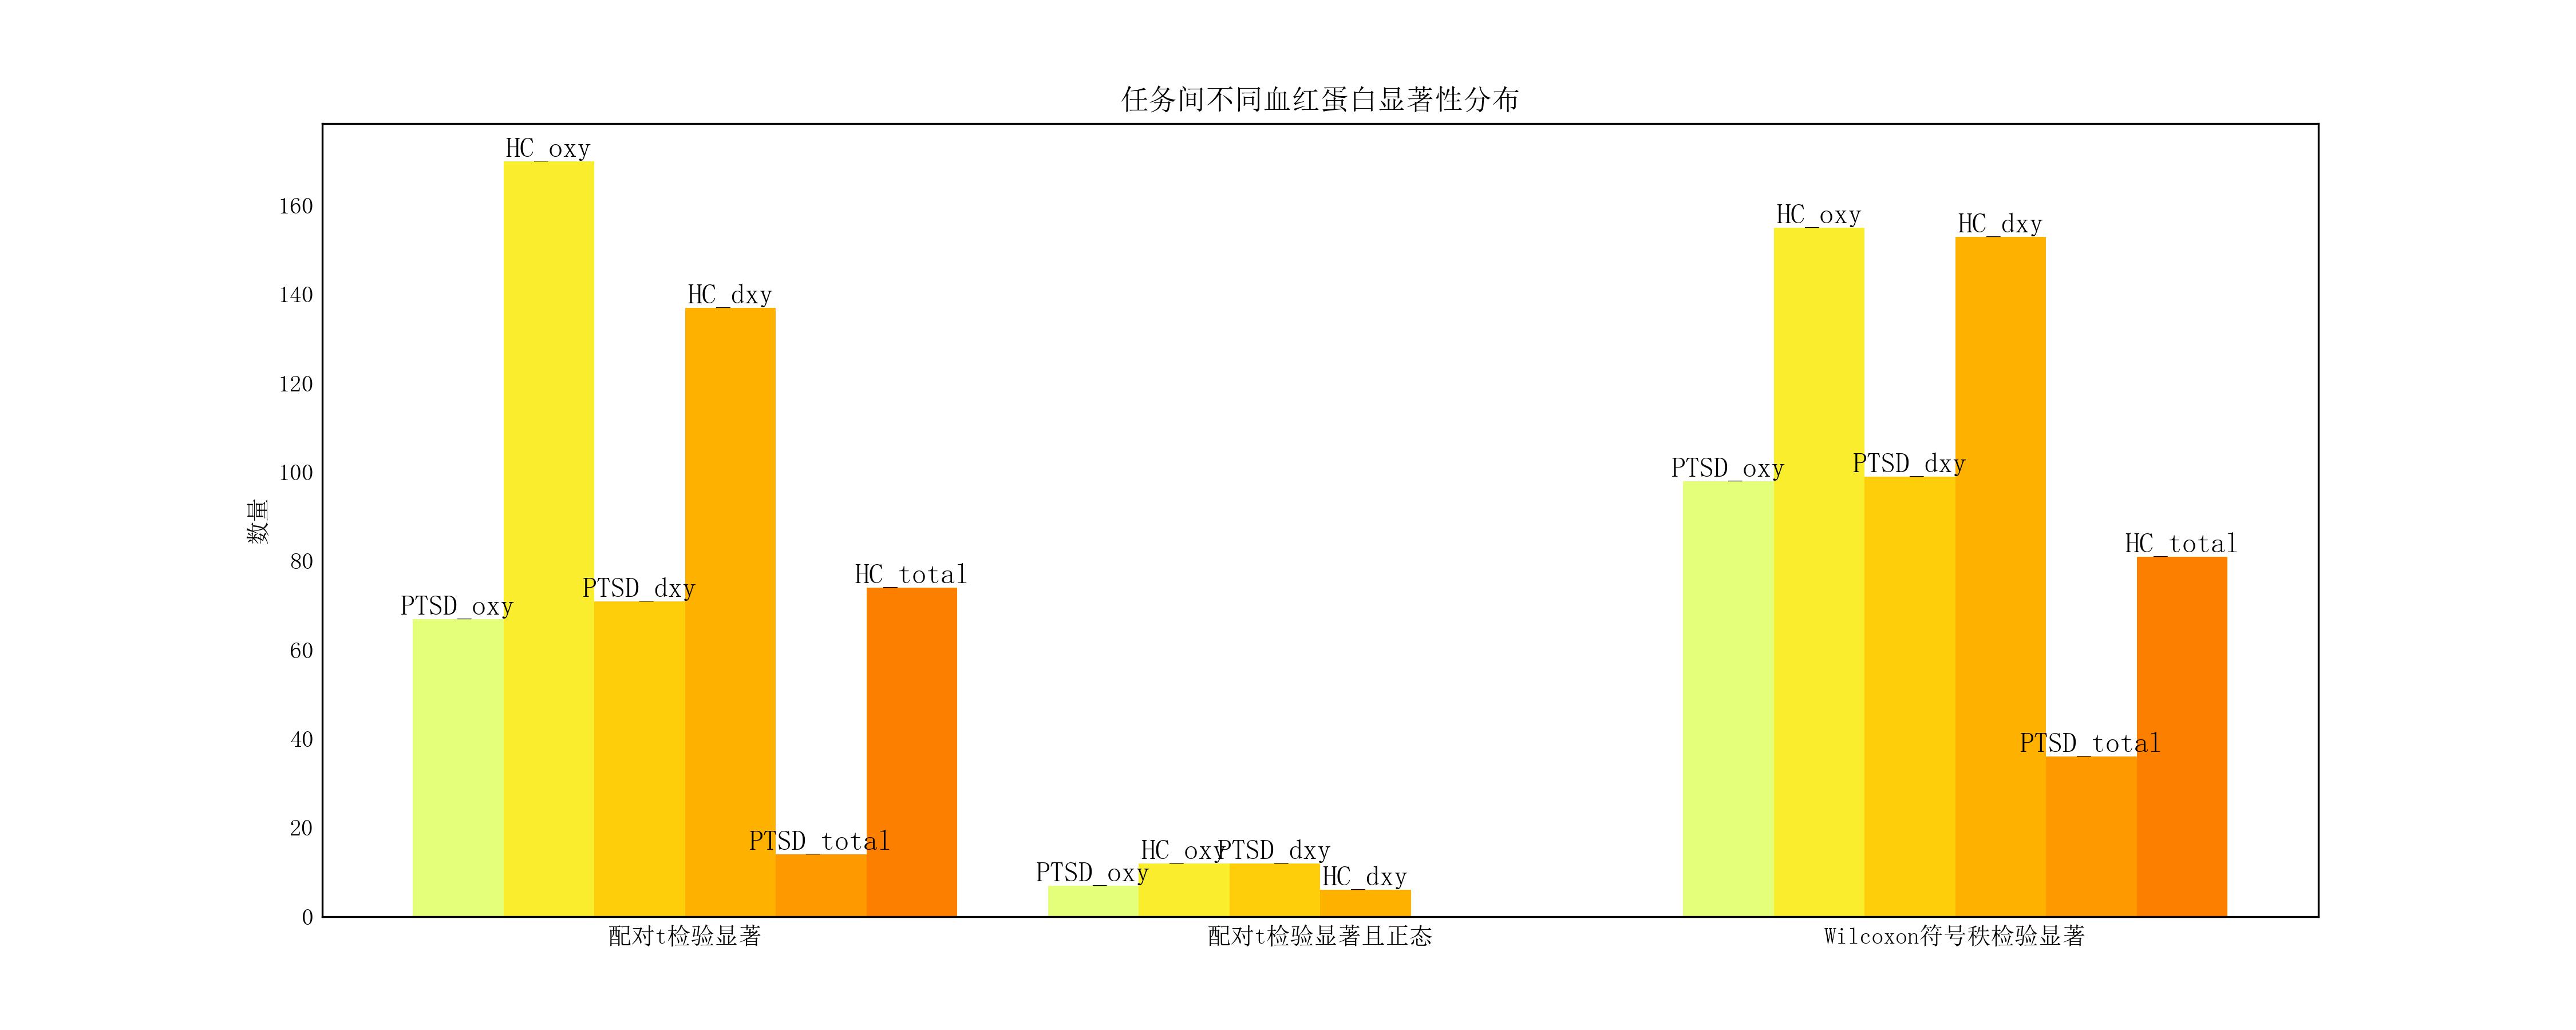 任务间不同血红蛋白显著性分布
数量
160
140
120
100
80
60
40
20
0
PTSD_oxy
HC_oxy
PTSD_dxy
HC_dxy
PTSD_total
HC_total
PTSD_oxy
HC_oxy
PTSD_dxy
HC_dxy
PTSD_oxy
HC_oxy
PTSD_dxy
HC_dxy
PTSD_total
HC_total
配对t检验显著
配对t检验显著且正态
Wilcoxon符号秩检验显著